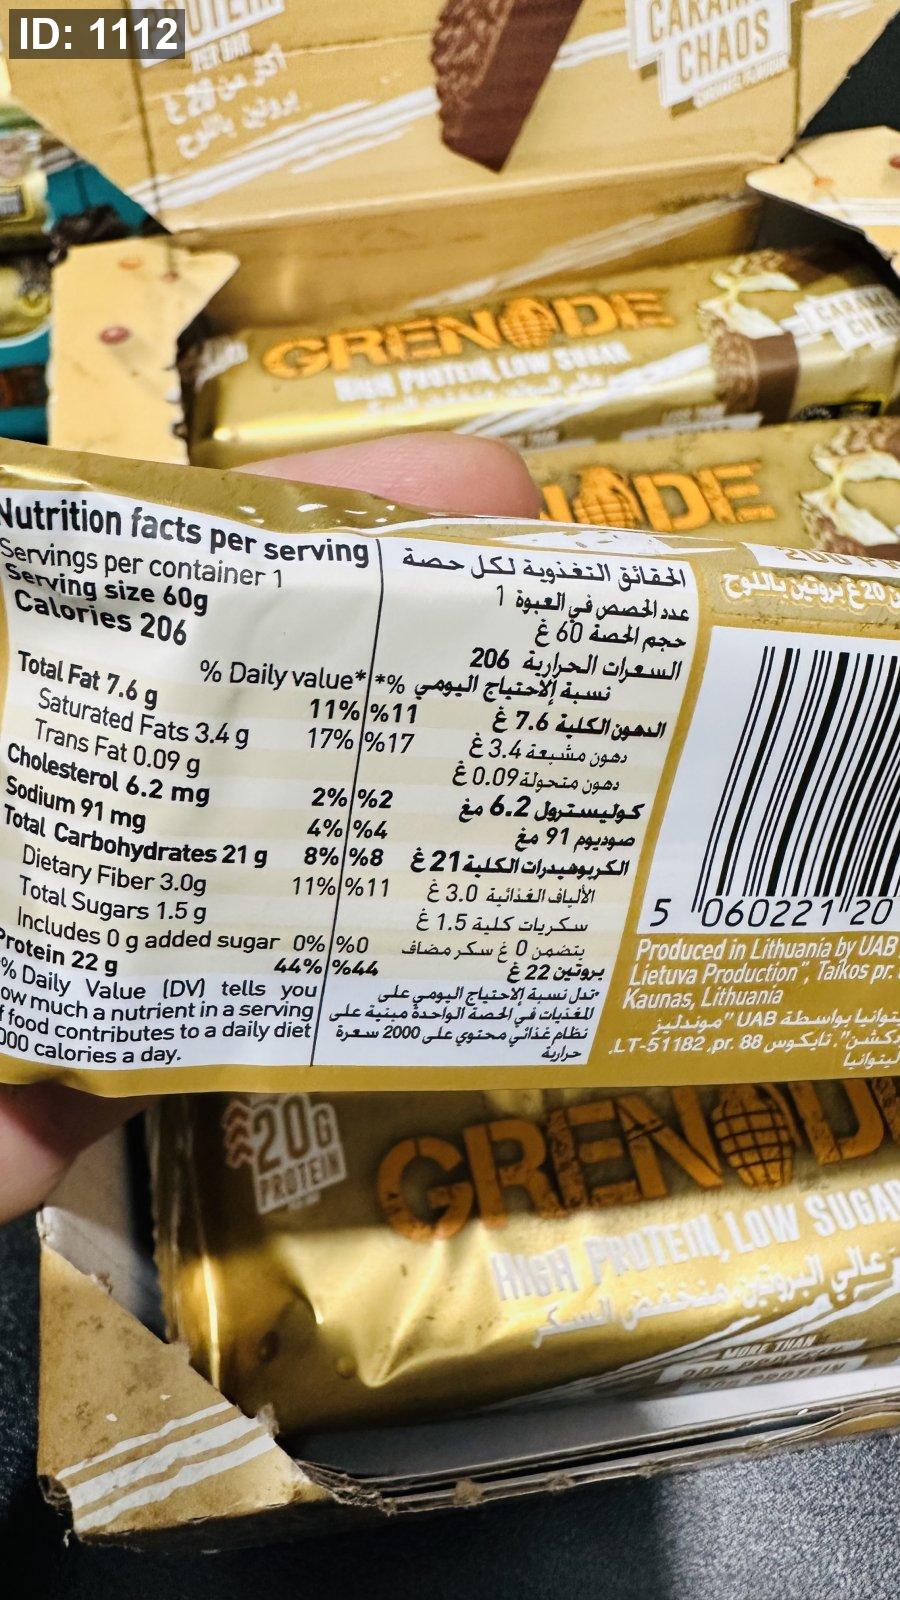 ID: 1112
PROTEIN
PER BAR
أكثر من 20 غ
بروتين باللوح
CARAMEL
CHAOS
CARAMEL FLAVOUR
GRENADE
HIGH PROTEIN, LOW SUGAR
CARAMEL
CHAOS
NADE
20 غ بروتين باللوح
Nutrition facts per serving
Servings per container 1
Serving size 60g
Calories 206
% Daily value*
Total Fat 7.6 g 11%
Saturated Fats 3.4 g 17%
Trans Fat 0.09 g
Cholesterol 6.2 mg 2%
Sodium 91 mg 4%
Total Carbohydrates 21 g 8%
Dietary Fiber 3.0g 11%
Total Sugars 1.5 g
Includes 0 g added sugar 0%
Protein 22 g 44%
% Daily Value (DV) tells you
ow much a nutrient in a serving
f food contributes to a daily diet
000 calories a day.
الحقائق التغذوية لكل حصة
عدد الحصص في العبوة 1
حجم الحصة 60 غ
السعرات الحرارية 206
نسبة الاحتياج اليومي %*
الدهون الكلية 7.6 غ %11
دهون مشبعة 3.4 غ %17
دهون متحولة 0.09 غ
كوليسترول 6.2 مغ %2
صوديوم 91 مغ %4
الكربوهيدرات الكلية 21 غ %8
الألياف الغذائية 3.0 غ %11
سكريات كلية 1.5 غ
يتضمن 0 غ سكر مضاف %0
بروتين 22 غ %44
*تدل نسبة الاحتياج اليومي على
للمغذيات في الحصة الواحدة مبنية على
نظام غذائي محتوي على 2000 سعرة
حرارية
5 060221 20
Produced in Lithuania by UAB
Lietuva Production", Taikos pr.
Kaunas, Lithuania
ليتوانيا بواسطة UAB "موندليز
تايكوس pr. 88, LT-51182.
ليتوانيا
20G
PROTEIN
GRENAD
HIGH PROTEIN, LOW SUGAR
عالي البروتين، منخفض السكر
MORE THAN
20G PROTEIN